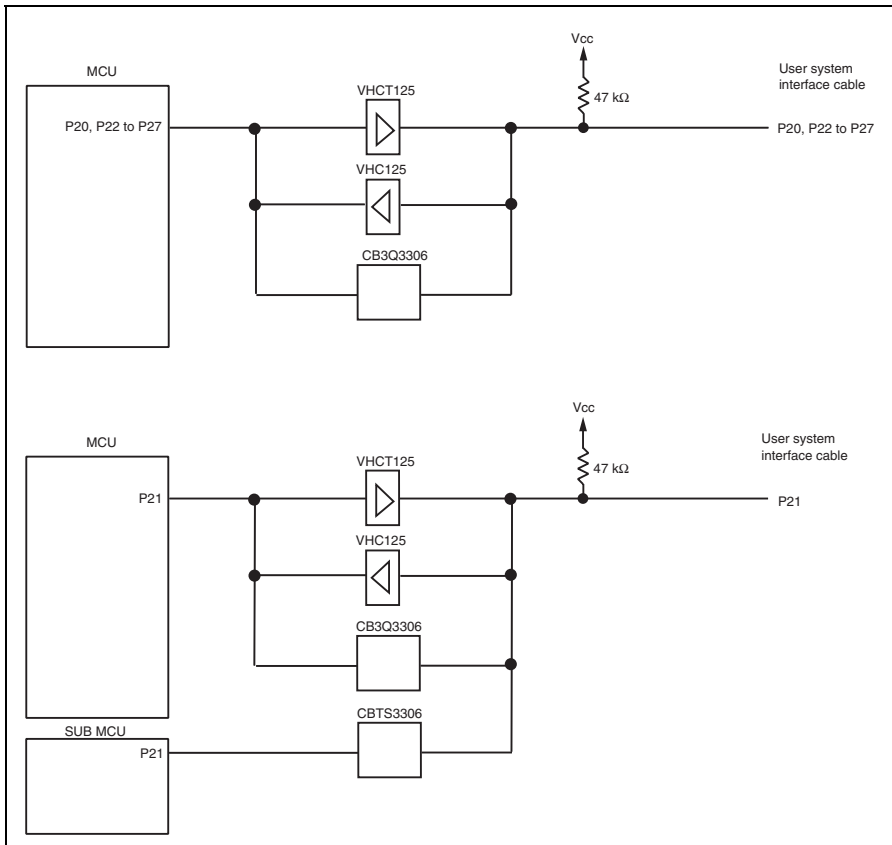 Vcc
MCU
User system
interface cable
VHCT125
47 kΩ
P20, P22 to P27
P20, P22 to P27
VHC125
CB3Q3306
Vcc
MCU
User system
interface cable
VHCT125
47 kΩ
P21
P21
VHC125
CB3Q3306
CBTS3306
SUB MCU
P21